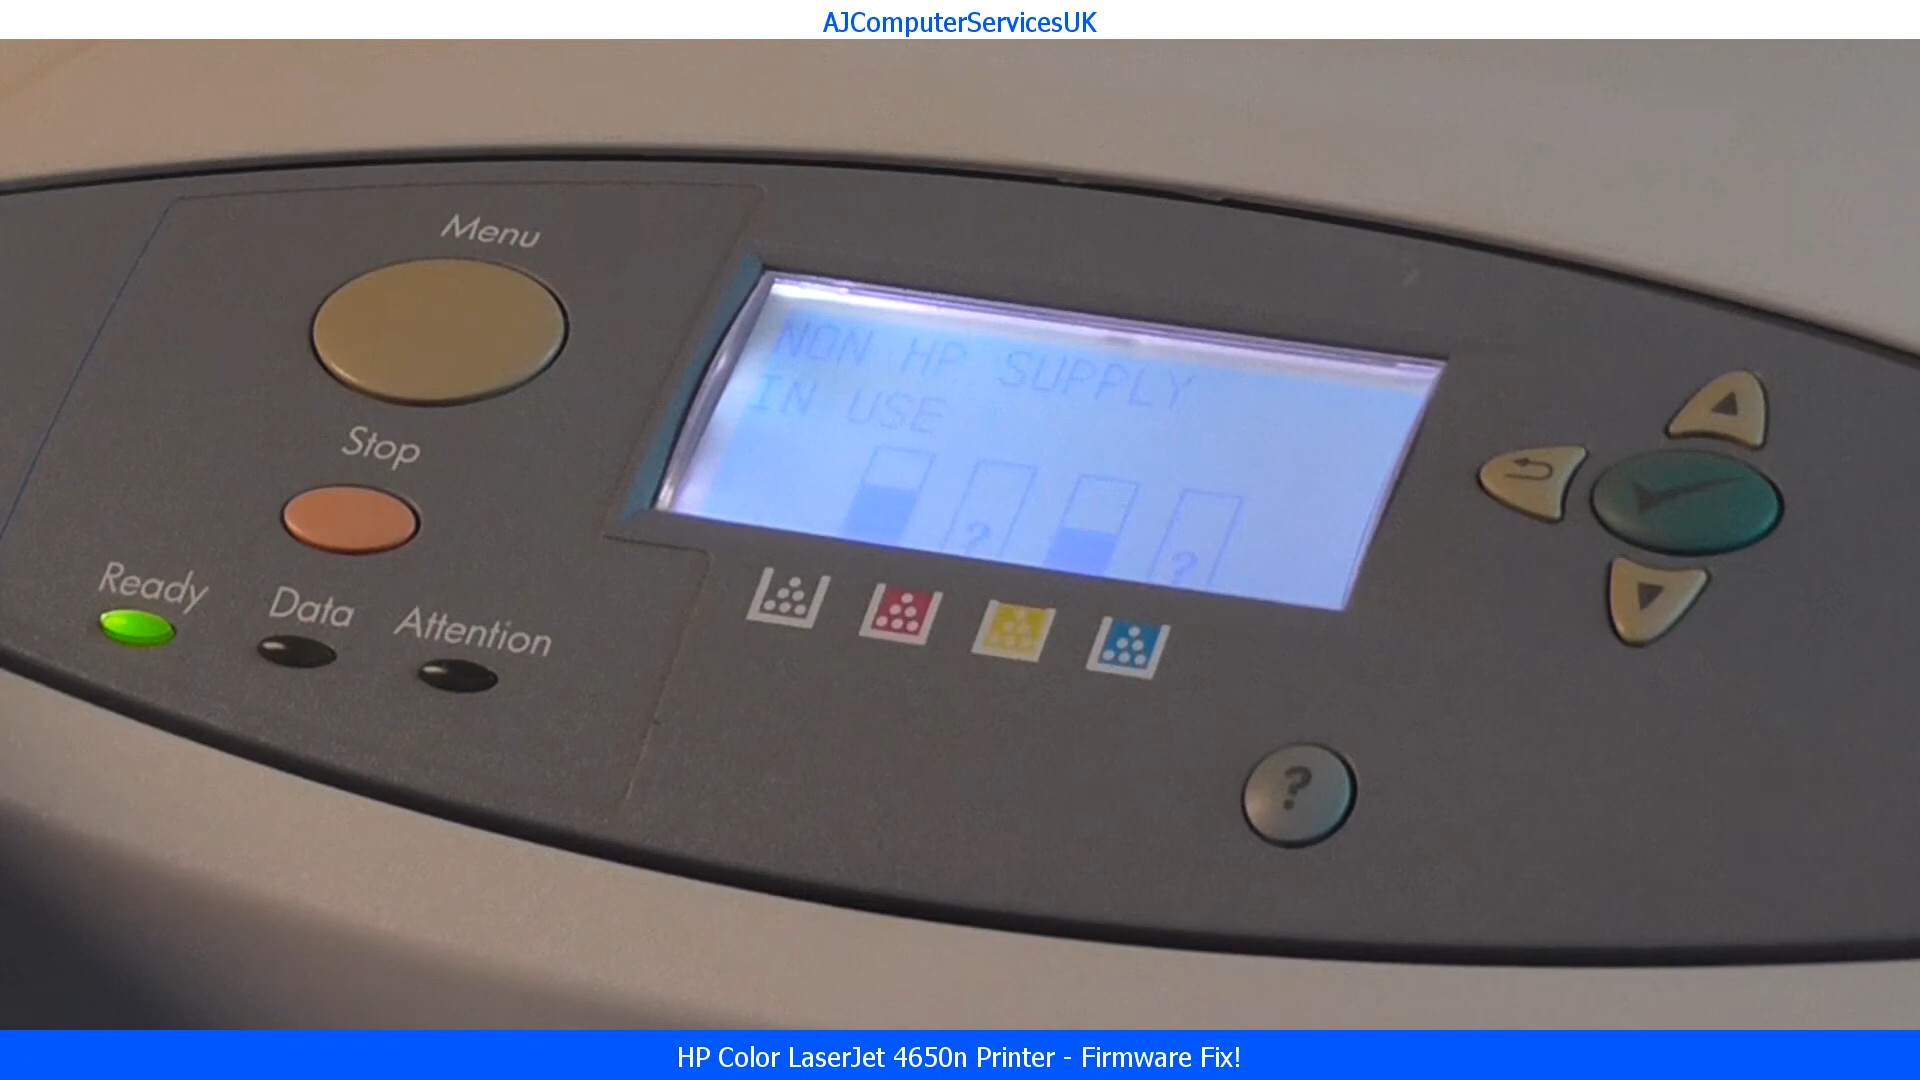 AJComputerServicesUK
Menu
NON HP SUPPLY
IN USE
Stop
? ?
Ready
Data
Attention
?
HP Color LaserJet 4650n Printer - Firmware Fix!